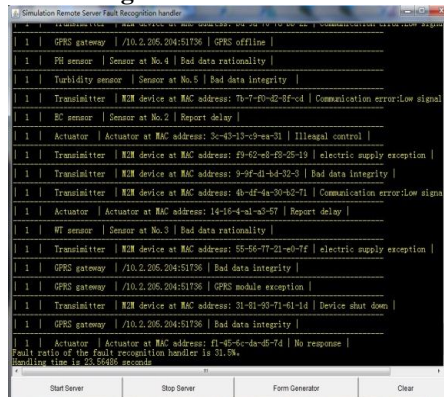 Simulation Remote Server Fault Recognition handler
| 1 | GPRS gateway | /10.2.205.204:51736 | GPRS offline |
| 1 | PH sensor | Sensor at No.4 | Bad data rationality |
| 1 | Turbidity sensor | Sensor at No.5 | Bad data integrity |
| 1 | Transimitter | M2M device at MAC address: 7b-7-f0-d2-8f-cd | Communication error:Low signal
| 1 | EC sensor | Sensor at No.2 | Report delay |
| 1 | Actuator | Actuator at MAC address: 3c-43-13-c9-ea-31 | Illeagal control |
| 1 | Transimitter | M2M device at MAC address: f9-62-e8-f8-25-19 | electric supply exception |
| 1 | Transimitter | M2M device at MAC address: 9-9f-d1-bd-32-3 | Bad data integrity |
| 1 | Transimitter | M2M device at MAC address: 4b-df-4a-30-b2-71 | Communication error:Low signa
| 1 | Actuator | Actuator at MAC address: 14-16-4-a1-a3-57 | Report delay |
| 1 | WT sensor | Sensor at No.3 | Bad data rationality |
| 1 | Transimitter | M2M device at MAC address: 55-56-77-21-e0-7f | electric supply exception |
| 1 | GPRS gateway | /10.2.205.204:51736 | Bad data integrity |
| 1 | GPRS gateway | /10.2.205.204:51736 | GPRS module exception |
| 1 | Transimitter | M2M device at MAC address: 31-81-93-71-61-1d | Device shut down |
| 1 | GPRS gateway | /10.2.205.204:51736 | Bad data integrity |
| 1 | Actuator | Actuator at MAC address: f1-45-6c-da-d5-7d | No response |
Fault ratio of the fault recognition handler is 31.5%.
Handling time is 23.56486 seconds
Start Server Stop Server Form Generator Clear